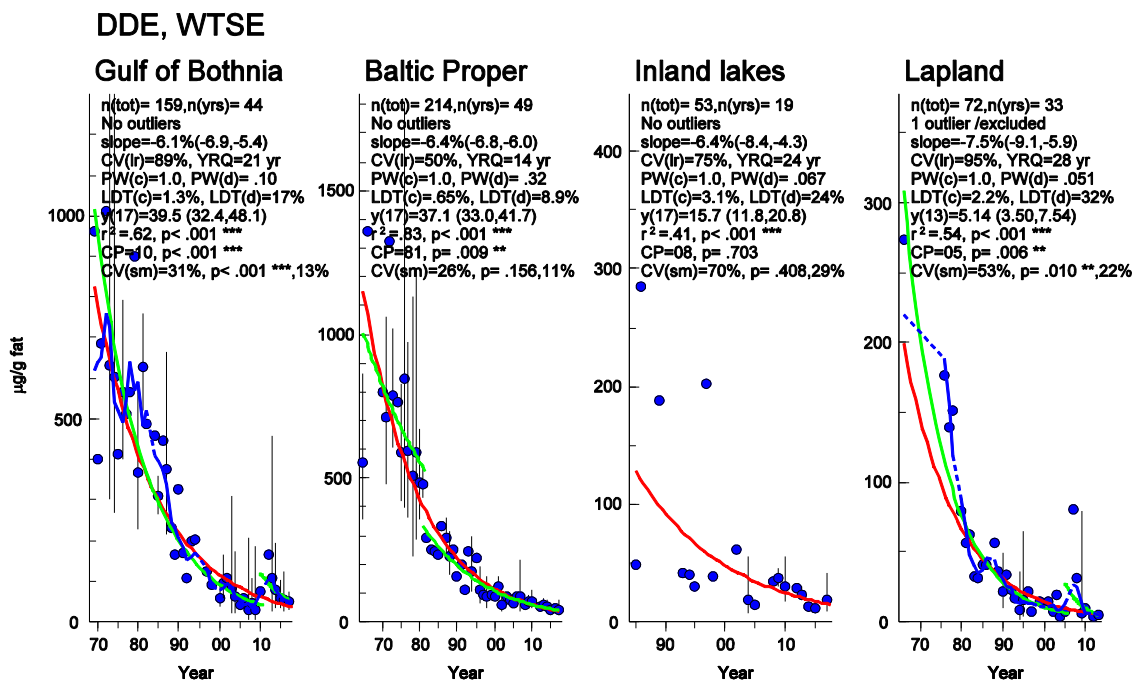 DDE, WTSE
Gulf of Bothnia
n(tot)= 159,n(yrs)= 44
No outliers
slope=-6.1%(-6.9,-5.4)
CV(lr)=89%, YRQ=21 yr
PW(c)=1.0, PW(d)= .10
LDT(c)=1.3%, LDT(d)=17%
y(17)=39.5 (32.4,48.1)
r²=.62, p< .001 ***
CP=10, p< .001 ***
CV(sm)=31%, p< .001 ***,13%
µg/g fat
1000
500
0
70 80 90 00 10
Year
Baltic Proper
n(tot)= 214,n(yrs)= 49
No outliers
slope=-6.4%(-6.8,-6.0)
CV(lr)=50%, YRQ=14 yr
PW(c)=1.0, PW(d)= .32
LDT(c)=.65%, LDT(d)=8.9%
y(17)=37.1 (33.0,41.7)
r²=.83, p< .001 ***
CP=81, p= .009 **
CV(sm)=26%, p= .156,11%
1500
1000
500
0
70 80 90 00 10
Year
Inland lakes
n(tot)= 53,n(yrs)= 19
No outliers
slope=-6.4%(-8.4,-4.3)
CV(lr)=75%, YRQ=24 yr
PW(c)=1.0, PW(d)= .067
LDT(c)=3.1%, LDT(d)=24%
y(17)=15.7 (11.8,20.8)
r²=.41, p< .001 ***
CP=08, p= .703
CV(sm)=70%, p= .408,29%
400
300
200
100
0
90 00 10
Year
Lapland
n(tot)= 72,n(yrs)= 33
1 outlier /excluded
slope=-7.5%(-9.1,-5.9)
CV(lr)=95%, YRQ=28 yr
PW(c)=1.0, PW(d)= .051
LDT(c)=2.2%, LDT(d)=32%
y(13)=5.14 (3.50,7.54)
r²=.54, p< .001 ***
CP=05, p= .006 **
CV(sm)=53%, p= .010 **,22%
300
200
100
0
70 80 90 00 10
Year